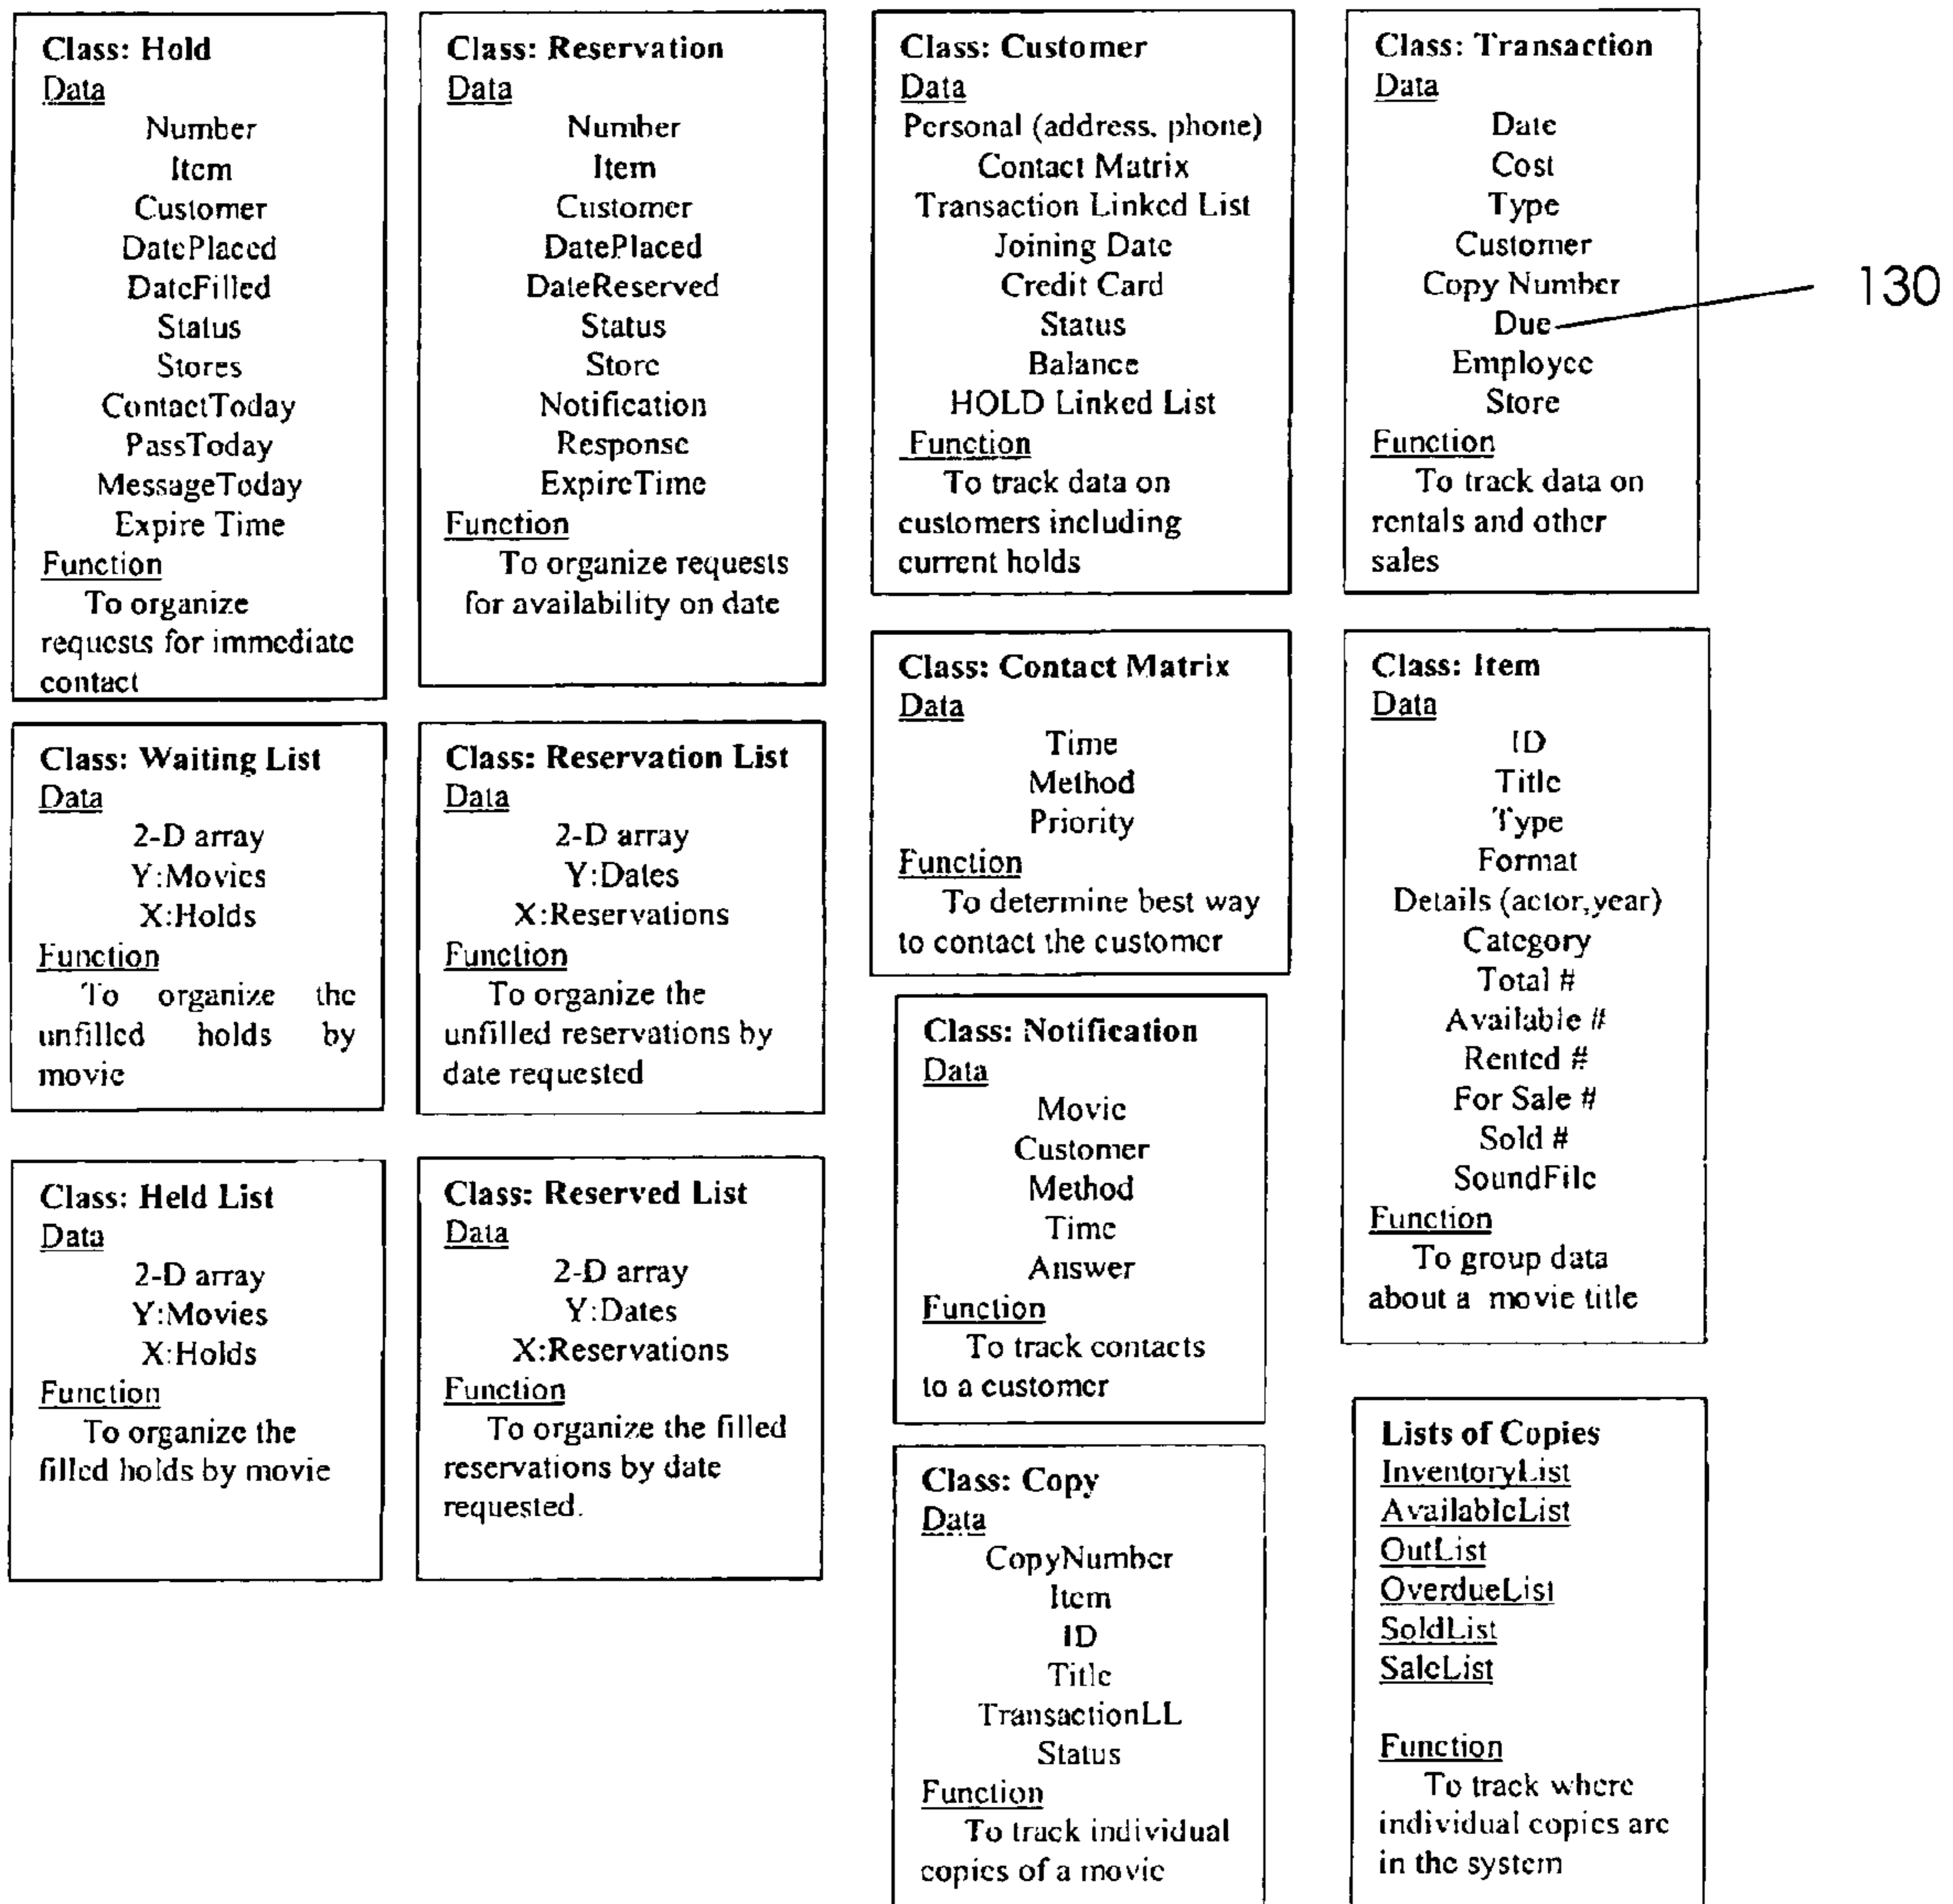 Class: Hold
Data
Number
Item
Customer
DatePlaced
DateFilled
Status
Stores
ContactToday
PassToday
MessageToday
Expire Time
Function
To organize
requests for immediate
contact
Class: Reservation
Data
Number
Item
Customer
DatePlaced
DateReserved
Status
Store
Notification
Response
ExpireTime
Function
To organize requests
for availability on date
Class: Customer
Data
Personal (address, phone)
Contact Matrix
Transaction Linked List
Joining Date
Credit Card
Status
Balance
HOLD Linked List
Function
To track data on
customers including
current holds
Class: Transaction
Data
Date
Cost
Type
Customer
Copy Number
Due
Employee
Store
Function
To track data on
rentals and other
sales
130
Class: Waiting List
Data
2-D array
Y:Movies
X:Holds
Function
To organize the
unfilled holds by
movie
Class: Reservation List
Data
2-D array
Y:Dates
X:Reservations
Function
To organize the
unfilled reservations by
date requested
Class: Contact Matrix
Data
Time
Method
Priority
Function
To determine best way
to contact the customer
Class: Item
Data
ID
Title
Type
Format
Details (actor,year)
Category
Total #
Available #
Rented #
For Sale #
Sold #
SoundFile
Function
To group data
about a movie title
Class: Held List
Data
2-D array
Y:Movies
X:Holds
Function
To organize the
filled holds by movie
Class: Reserved List
Data
2-D array
Y:Dates
X:Reservations
Function
To organize the filled
reservations by date
requested.
Class: Notification
Data
Movie
Customer
Method
Time
Answer
Function
To track contacts
to a customer
Class: Copy
Data
CopyNumber
Item
ID
Title
TransactionLL
Status
Function
To track individual
copies of a movie
Lists of Copies
InventoryList
AvailableList
OutList
OverdueList
SoldList
SaleList
Function
To track where
individual copies are
in the system